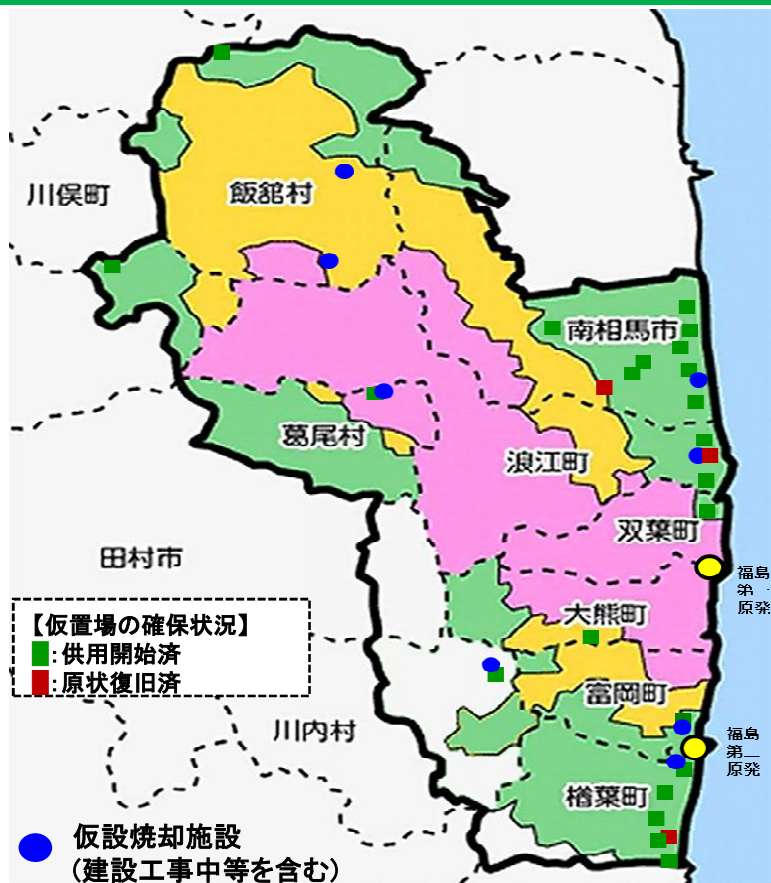 川俣町
飯舘村
南相馬市
葛尾村
浪江町
双葉町
田村市
福島
第一
原発
大熊町
【仮置場の確保状況】
:供用開始済
:原状復旧済
富岡町
川内村
福島
第二
原発
楢葉町
仮設焼却施設
(建設工事中等を含む)